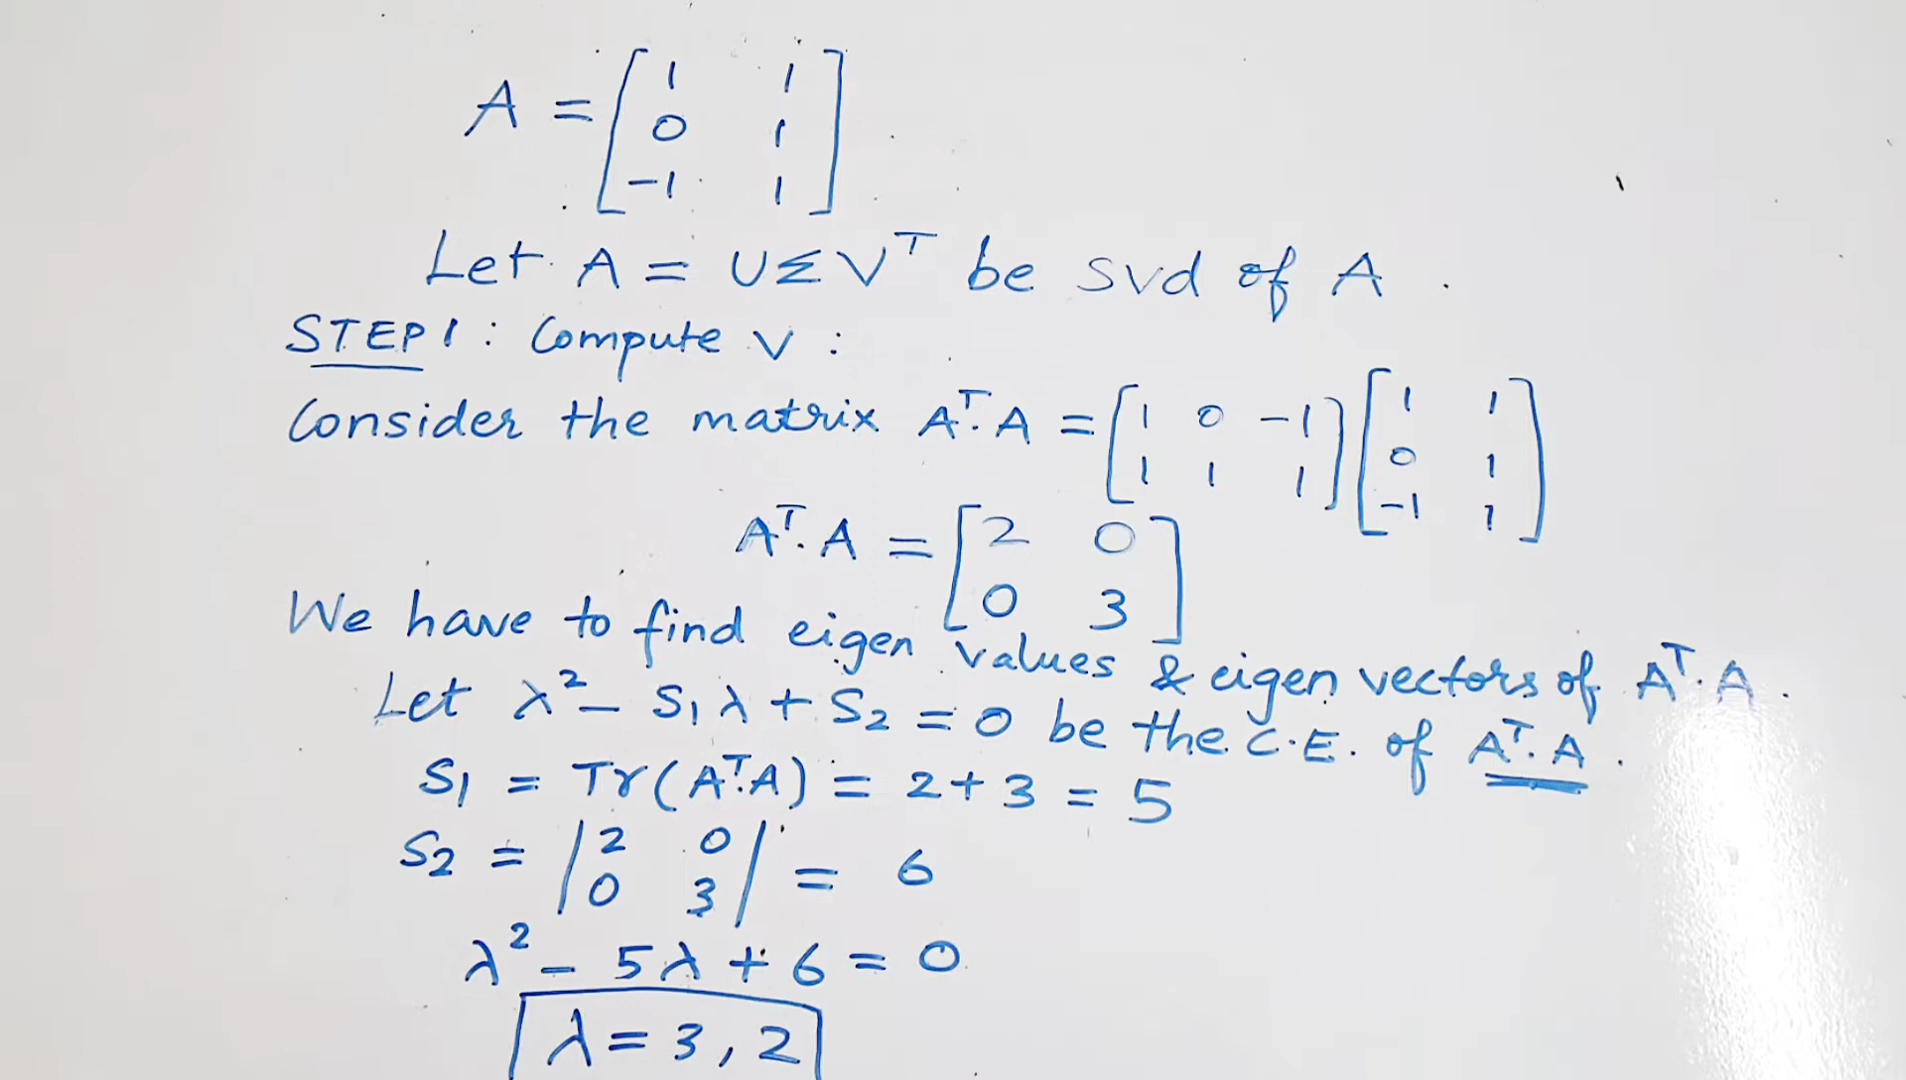 A = [1 1
0 1
-1 1]
Let A = UΣV^T be svd of A.
STEP 1: Compute V:
Consider the matrix A^T.A = [1 0 -1 1 1 1][1 1 0 1 -1 1]
A^T.A = [2 0
0 3]
We have to find eigen values & eigen vectors of A^T.A.
Let λ² - S₁λ + S₂ = 0 be the C.E. of A^T.A.
S₁ = Tr(A^T.A) = 2+3 = 5
S₂ = |2 0
0 3| = 6
λ² - 5λ + 6 = 0
λ = 3, 2